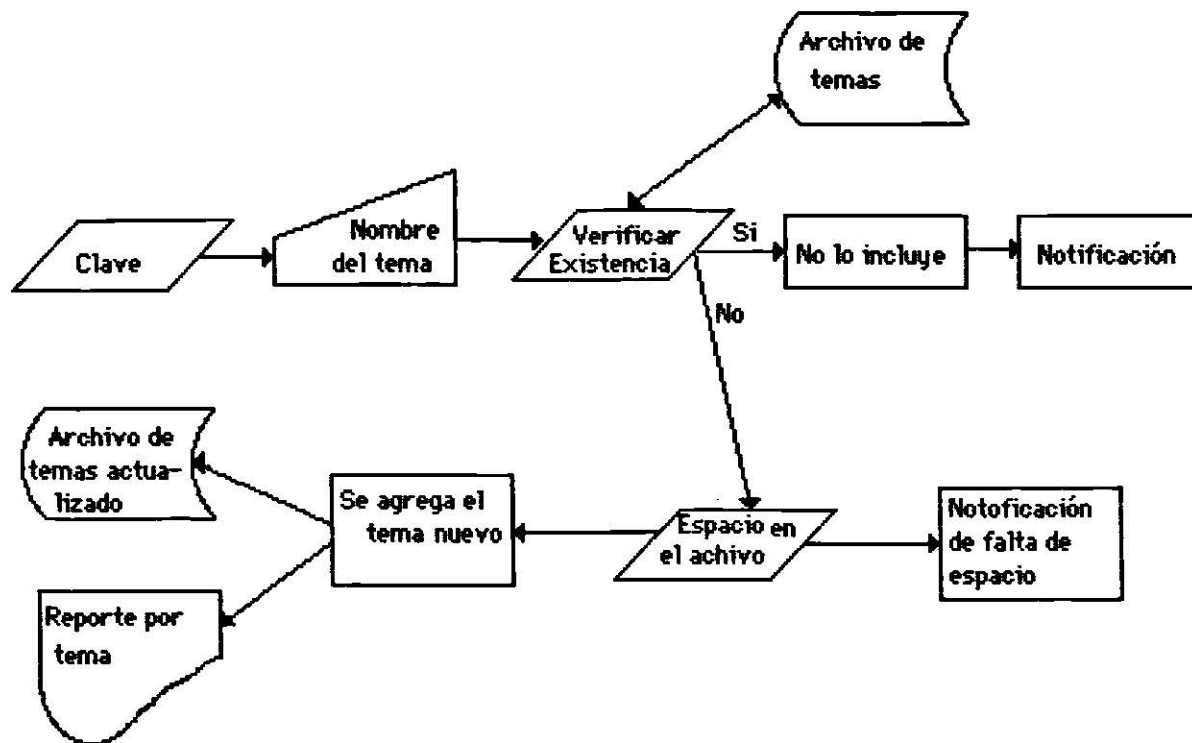 Archivo de
temas
Clave
Nombre
del tema
Verificar
Existencia
Si
No lo incluye
Notificación
No
Archivo de
temas actua-
lizado
Se agrega el
tema nuevo
Espacio en
el achivo
Notoficación
de falta de
espacio
Reporte por
tema